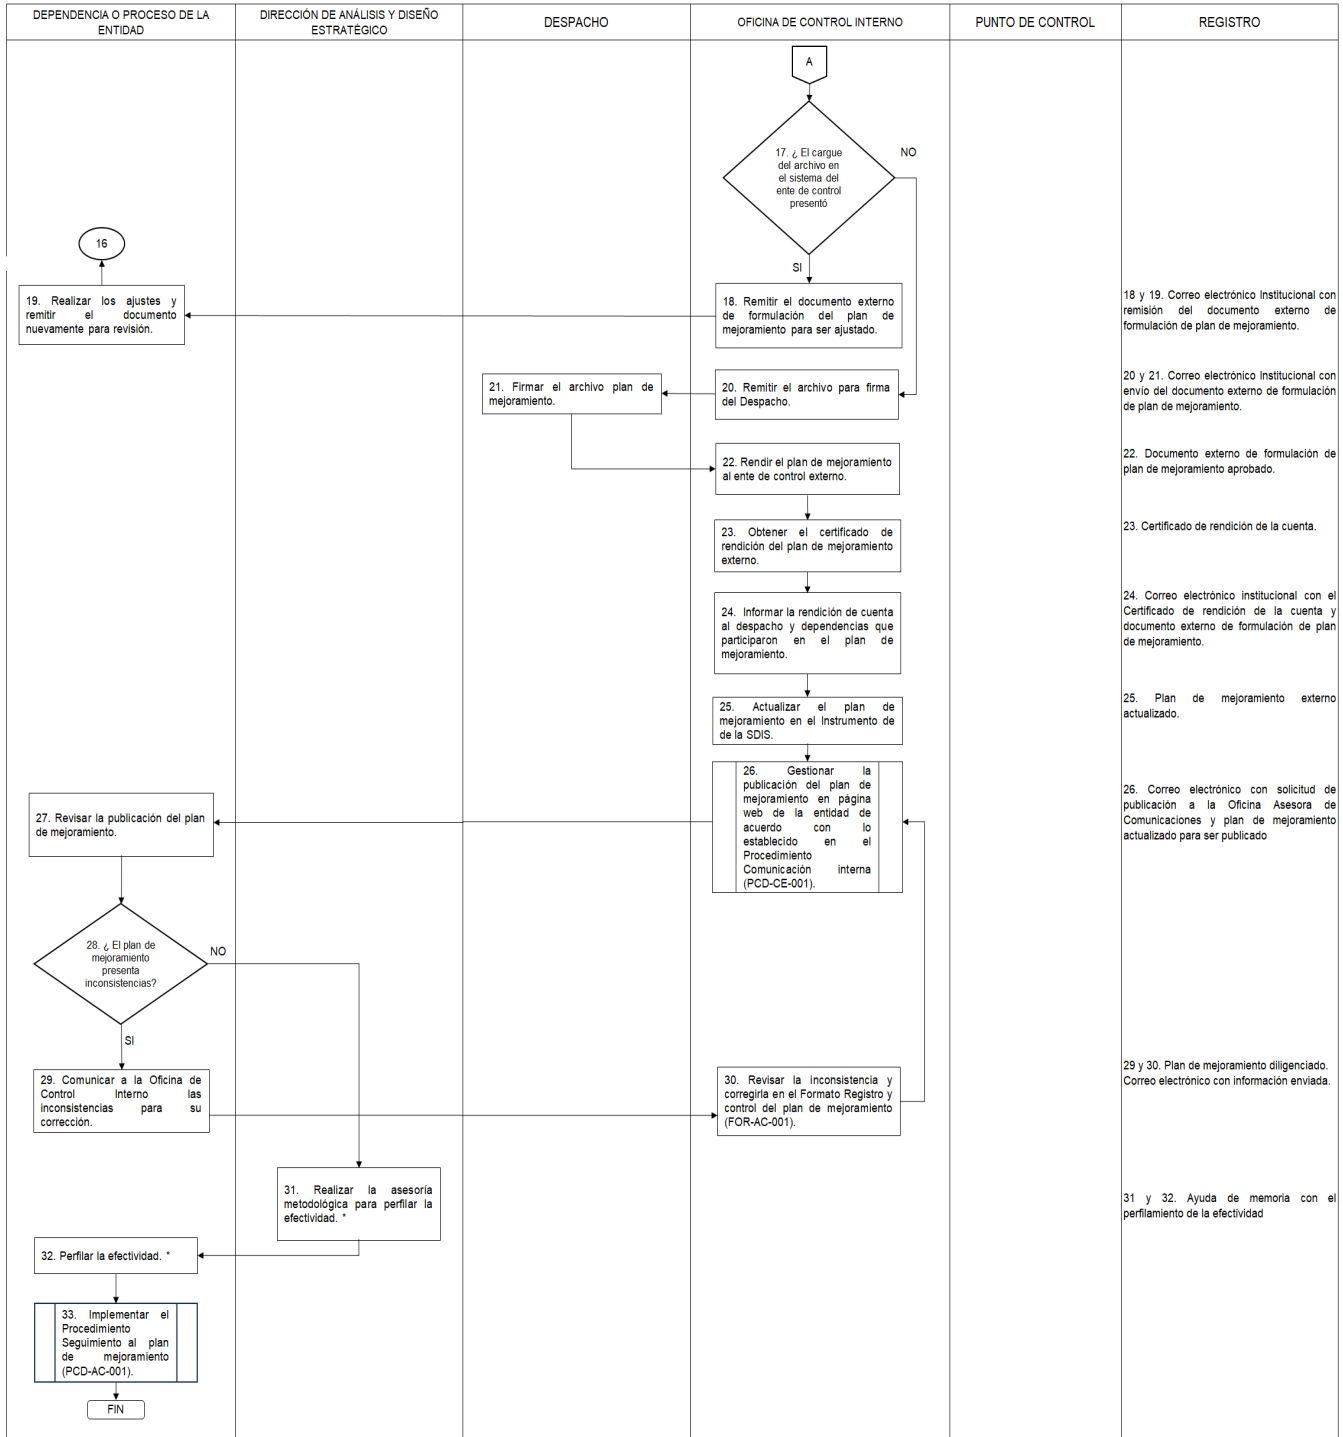 DEPENDENCIA O PROCESO DE LA
ENTIDAD
DIRECCIÓN DE ANÁLISIS Y DISEÑO
ESTRATÉGICO
DESPACHO
OFICINA DE CONTROL INTERNO
PUNTO DE CONTROL
REGISTRO
A
17. ¿ El cargue
del archivo en
el sistema del
ente de control
presentó
NO
SI
16
19. Realizar los ajustes y
remitir el documento
nuevamente para revisión.
18. Remitir el documento externo
de formulación del plan de
mejoramiento para ser ajustado.
18 y 19. Correo electrónico Institucional con
remisión del documento externo de
formulación de plan de mejoramiento.
21. Firmar el archivo plan de
mejoramiento.
20. Remitir el archivo para firma
del Despacho.
20 y 21. Correo electrónico Institucional con
envío del documento externo de formulación
de plan de mejoramiento.
22. Rendir el plan de mejoramiento
al ente de control externo.
22. Documento externo de formulación de
plan de mejoramiento aprobado.
23. Obtener el certificado de
rendición del plan de mejoramiento
externo.
23. Certificado de rendición de la cuenta.
24. Informar la rendición de cuenta
al despacho y dependencias que
participaron en el plan de
mejoramiento.
24. Correo electrónico institucional con el
Certificado de rendición de la cuenta y
documento externo de formulación de plan
de mejoramiento.
25. Actualizar el plan de
mejoramiento en el Instrumento de
de la SDIS.
25. Plan de mejoramiento externo
actualizado.
26. Gestionar la
publicación del plan de
mejoramiento en página
web de la entidad de
acuerdo con lo
establecido en el
Procedimiento
Comunicación interna
(PCD-CE-001).
26. Correo electrónico con solicitud de
publicación a la Oficina Asesora de
Comunicaciones y plan de mejoramiento
actualizado para ser publicado
27. Revisar la publicación del plan
de mejoramiento.
28. ¿ El plan de
mejoramiento
presenta
inconsistencias?
NO
SI
29. Comunicar a la Oficina de
Control Interno las
inconsistencias para su
corrección.
30. Revisar la inconsistencia y
corregirla en el Formato Registro y
control del plan de mejoramiento
(FOR-AC-001).
29 y 30. Plan de mejoramiento diligenciado.
Correo electrónico con información enviada.
31. Realizar la asesoría
metodológica para perfilar la
efectividad. *
31 y 32. Ayuda de memoria con el
perfilamiento de la efectividad
32. Perfilar la efectividad. *
33. Implementar el
Procedimiento
Seguimiento al plan
de mejoramiento
(PCD-AC-001).
FIN